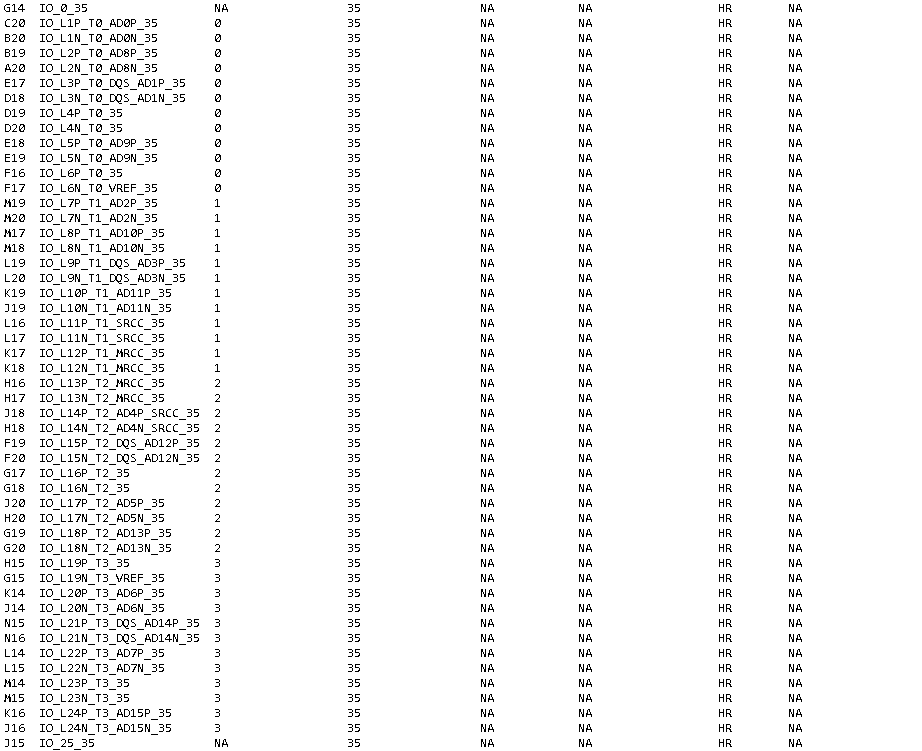 G14 IO_0_35 NA 35 NA NA HR NA
C20 IO_L1P_T0_AD0P_35 0 35 NA NA HR NA
B20 IO_L1N_T0_AD0N_35 0 35 NA NA HR NA
B19 IO_L2P_T0_AD8P_35 0 35 NA NA HR NA
A20 IO_L2N_T0_AD8N_35 0 35 NA NA HR NA
E17 IO_L3P_T0_DQS_AD1P_35 0 35 NA NA HR NA
D18 IO_L3N_T0_DQS_AD1N_35 0 35 NA NA HR NA
D19 IO_L4P_T0_35 0 35 NA NA HR NA
D20 IO_L4N_T0_35 0 35 NA NA HR NA
E18 IO_L5P_T0_AD9P_35 0 35 NA NA HR NA
E19 IO_L5N_T0_AD9N_35 0 35 NA NA HR NA
F16 IO_L6P_T0_35 0 35 NA NA HR NA
F17 IO_L6N_T0_VREF_35 0 35 NA NA HR NA
M19 IO_L7P_T1_AD2P_35 1 35 NA NA HR NA
M20 IO_L7N_T1_AD2N_35 1 35 NA NA HR NA
M17 IO_L8P_T1_AD10P_35 1 35 NA NA HR NA
M18 IO_L8N_T1_AD10N_35 1 35 NA NA HR NA
L19 IO_L9P_T1_DQS_AD3P_35 1 35 NA NA HR NA
L20 IO_L9N_T1_DQS_AD3N_35 1 35 NA NA HR NA
K19 IO_L10P_T1_AD11P_35 1 35 NA NA HR NA
J19 IO_L10N_T1_AD11N_35 1 35 NA NA HR NA
L16 IO_L11P_T1_SRCC_35 1 35 NA NA HR NA
L17 IO_L11N_T1_SRCC_35 1 35 NA NA HR NA
K17 IO_L12P_T1_MRCC_35 1 35 NA NA HR NA
K18 IO_L12N_T1_MRCC_35 1 35 NA NA HR NA
H16 IO_L13P_T2_MRCC_35 2 35 NA NA HR NA
H17 IO_L13N_T2_MRCC_35 2 35 NA NA HR NA
J18 IO_L14P_T2_AD4P_SRCC_35 2 35 NA NA HR NA
H18 IO_L14N_T2_AD4N_SRCC_35 2 35 NA NA HR NA
F19 IO_L15P_T2_DQS_AD12P_35 2 35 NA NA HR NA
F20 IO_L15N_T2_DQS_AD12N_35 2 35 NA NA HR NA
G17 IO_L16P_T2_35 2 35 NA NA HR NA
G18 IO_L16N_T2_35 2 35 NA NA HR NA
J20 IO_L17P_T2_AD5P_35 2 35 NA NA HR NA
H20 IO_L17N_T2_AD5N_35 2 35 NA NA HR NA
G19 IO_L18P_T2_AD13P_35 2 35 NA NA HR NA
G20 IO_L18N_T2_AD13N_35 2 35 NA NA HR NA
H15 IO_L19P_T3_35 3 35 NA NA HR NA
G15 IO_L19N_T3_VREF_35 3 35 NA NA HR NA
K14 IO_L20P_T3_AD6P_35 3 35 NA NA HR NA
J14 IO_L20N_T3_AD6N_35 3 35 NA NA HR NA
N15 IO_L21P_T3_DQS_AD14P_35 3 35 NA NA HR NA
N16 IO_L21N_T3_DQS_AD14N_35 3 35 NA NA HR NA
L14 IO_L22P_T3_AD7P_35 3 35 NA NA HR NA
L15 IO_L22N_T3_AD7N_35 3 35 NA NA HR NA
M14 IO_L23P_T3_35 3 35 NA NA HR NA
M15 IO_L23N_T3_35 3 35 NA NA HR NA
K16 IO_L24P_T3_AD15P_35 3 35 NA NA HR NA
J16 IO_L24N_T3_AD15N_35 3 35 NA NA HR NA
J15 IO_25_35 NA 35 NA NA HR NA